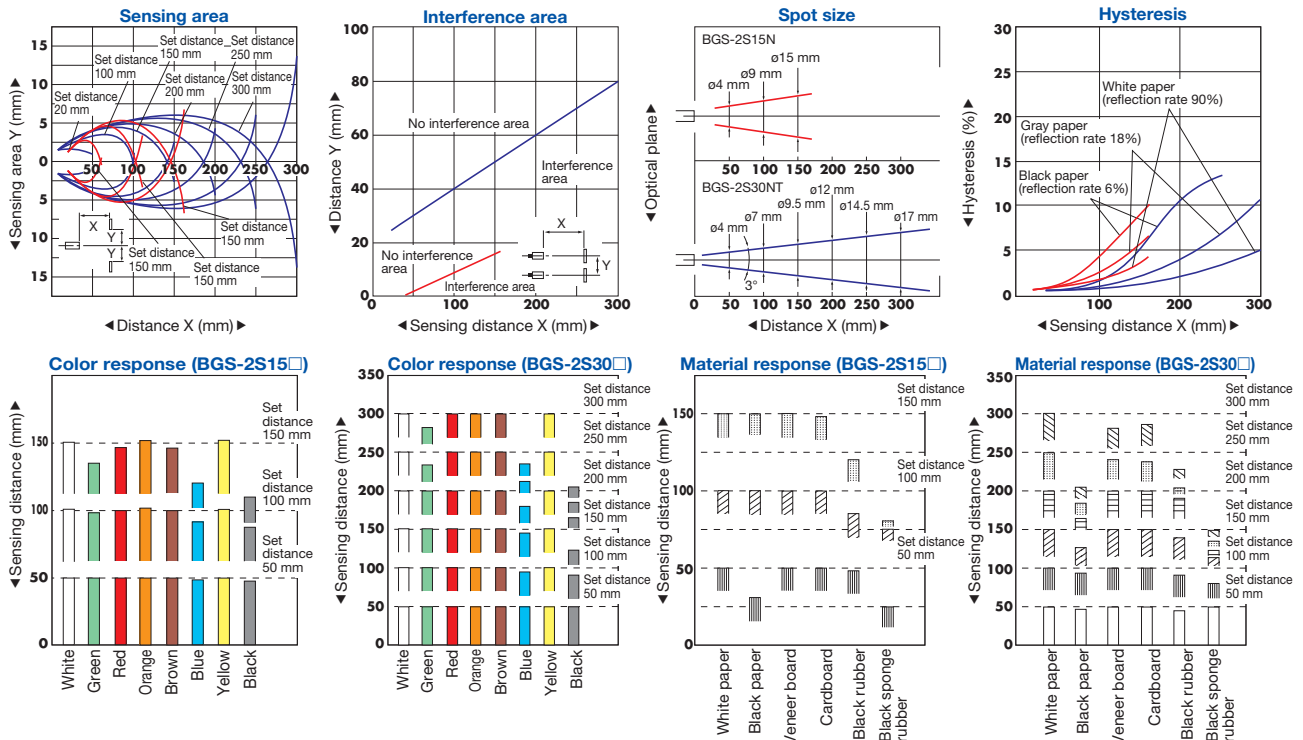 Sensing area
◀Sensing area Y (mm)▶
15
10
5
0
5
10
15
50
100
150
200
250
300
Set distance
20 mm
Set distance
100 mm
Set distance
150 mm
Set distance
200 mm
Set distance
250 mm
Set distance
300 mm
Set distance
150 mm
Set distance
150 mm
Set distance
150 mm
X
Y
Y
◀Distance X (mm)▶
Interference area
◀Distance Y (mm)▶
100
80
60
40
20
0
100
200
300
No interference area
Interference
area
No interference
area
Interference area
X
Y
◀Sensing distance X (mm)▶
Spot size
◀Optical plane▶
BGS-2S15N
ø4 mm
ø9 mm
ø15 mm
50
100
150
200
250
300
BGS-2S30NT
ø4 mm
ø7 mm
ø9.5 mm
ø12 mm
ø14.5 mm
ø17 mm
3°
50
100
150
200
250
300
◀Distance X (mm)▶
Hysteresis
◀Hysteresis (%)▶
30
25
20
15
10
5
0
100
200
300
White paper
(reflection rate 90%)
Gray paper
(reflection rate 18%)
Black paper
(reflection rate 6%)
◀Sensing distance X (mm)▶
Color response (BGS-2S15□)
◀Sensing distance (mm)▶
150
100
50
0
Set
distance
150 mm
Set
distance
100 mm
Set
distance
50 mm
White
Green
Red
Orange
Brown
Blue
Yellow
Black
Color response (BGS-2S30□)
◀Sensing distance (mm)▶
350
300
250
200
150
100
50
0
Set distance
300 mm
Set distance
250 mm
Set distance
200 mm
Set distance
150 mm
Set distance
100 mm
Set distance
50 mm
White
Green
Red
Orange
Brown
Blue
Yellow
Black
Material response (BGS-2S15□)
◀Sensing distance (mm)▶
150
100
50
0
Set distance
150 mm
Set distance
100 mm
Set distance
50 mm
White paper
Black paper
Veneer board
Cardboard
Black rubber
Black sponge
rubber
Material response (BGS-2S30□)
◀Sensing distance (mm)▶
350
300
250
200
150
100
50
0
Set distance
300 mm
Set distance
250 mm
Set distance
200 mm
Set distance
150 mm
Set distance
100 mm
Set distance
50 mm
White paper
Black paper
Veneer board
Cardboard
Black rubber
Black sponge
rubber